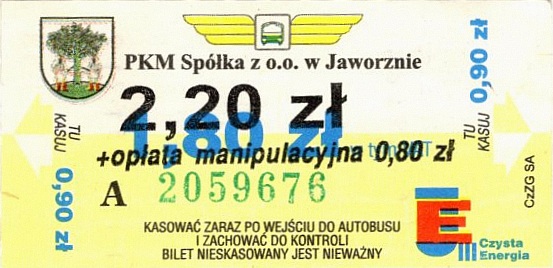 PKM Spółka z o.o. w Jaworznie
2,20 zł
1,80 zł
+opłata manipulacyjna 0,80 zł
A 2059676
KASOWAĆ ZARAZ PO WEJŚCIU DO AUTOBUSU
I ZACHOWAĆ DO KONTROLI
BILET NIESKASOWANY JEST NIEWAŻNY
TU
KASUJ
0,90 zł
TU
KASUJ
0,90 zł
CzZG SA
Czysta
Energia